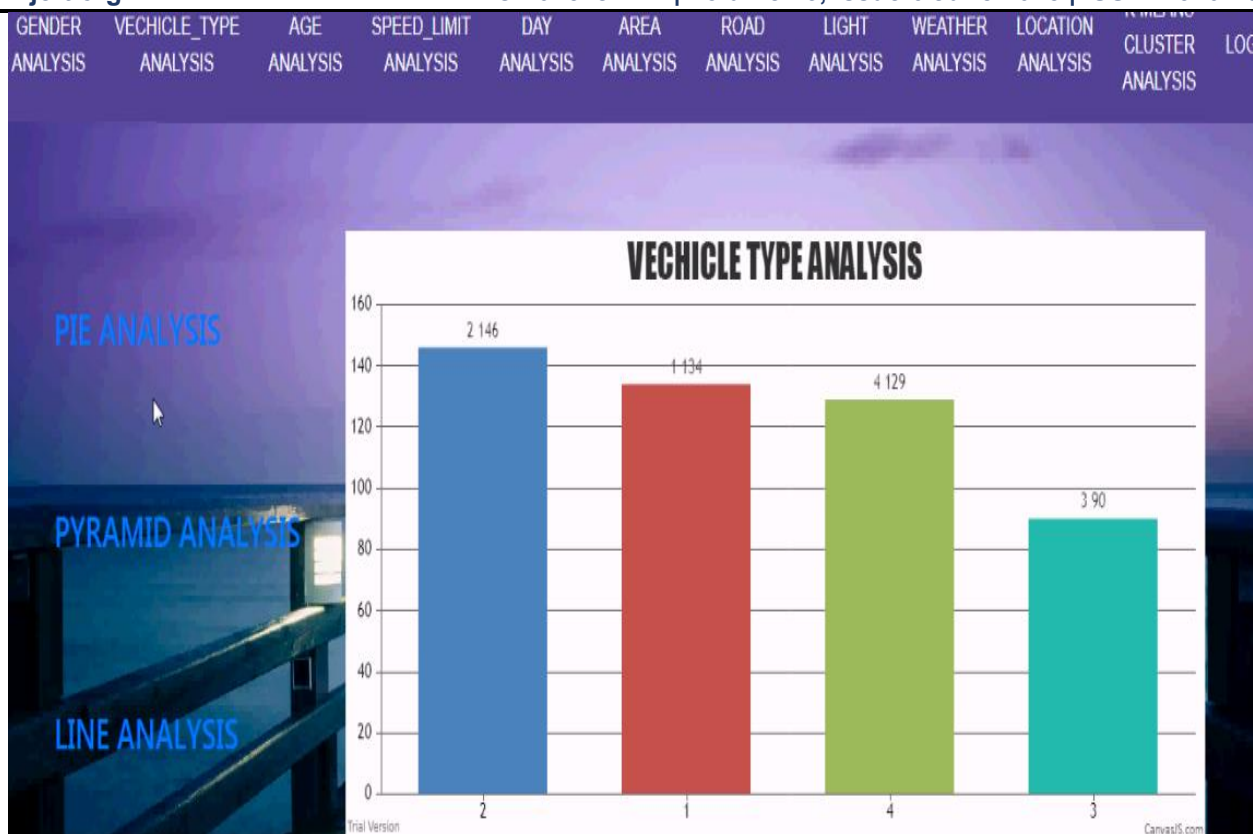 GENDER ANALYSIS
VECHICLE_TYPE ANALYSIS
AGE ANALYSIS
SPEED_LIMIT ANALYSIS
DAY ANALYSIS
AREA ANALYSIS
ROAD ANALYSIS
LIGHT ANALYSIS
WEATHER ANALYSIS
LOCATION ANALYSIS
CLUSTER ANALYSIS
PIE ANALYSIS
PYRAMID ANALYSIS
LINE ANALYSIS
VECHICLE TYPE ANALYSIS
160
140
120
100
80
60
40
20
0
2 146
1 134
4 129
3 90
2 1 4 3
Trial Version
CanvasJS.com